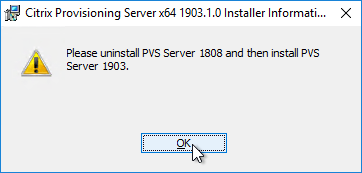 Citrix Provisioning Server x64 1903.1.0 Installer Informati...
Please uninstall PVS Server 1808 and then install PVS
Server 1903.
OK